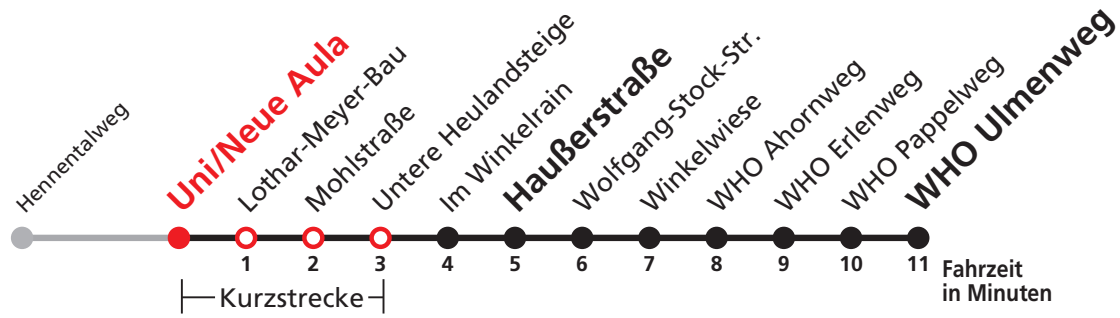 Hennentalweg
Uni/Neue Aula
Lothar-Meyer-Bau
Mohlstraße
Untere Heulandsteige
Im Winkelrain
Haußerstraße
Wolfgang-Stock-Str.
Winkelwiese
WHO Ahornweg
WHO Erlenweg
WHO Pappelweg
WHO Ulmenweg
1 2 3 4 5 6 7 8 9 10 11
Fahrzeit
in Minuten
Kurzstrecke